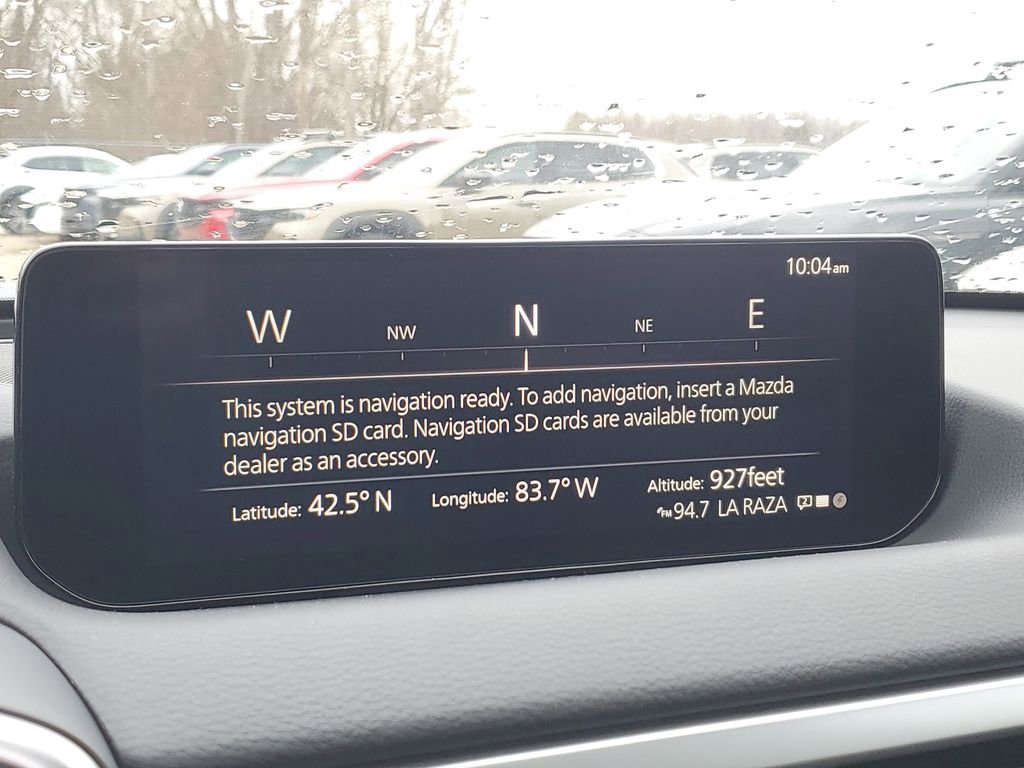 10:04am
W NW N NE E
This system is navigation ready. To add navigation, insert a Mazda
navigation SD card. Navigation SD cards are available from your
dealer as an accessory.
Latitude: 42.5° N Longitude: 83.7° W Altitude: 927feet
FM 94.7 LA RAZA